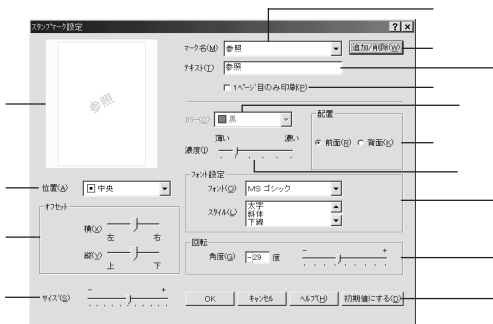 スタンプマーク設定
参照
マーク名(M) 参照 追加/削除(W)
テキスト(T) 参照
1ページ目のみ印刷(P)
カラー(O) 黒
薄い 濃い
濃度(I)
配置
前面(R) 背面(K)
位置(A) 中央
オフセット
横(X)
左 右
縦(Y)
上 下
サイズ(S) - +
フォント設定
フォント(O) MS ゴシック
スタイル(L) 太字
斜体
下線
回転
角度(G) -29 度 - +
OK キャンセル ヘルプ(H) 初期値にする(D)